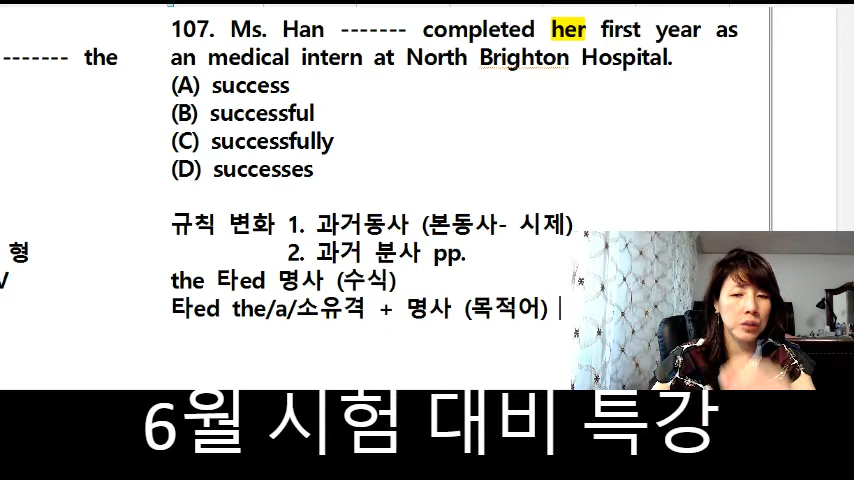 ------- the
형
V
107. Ms. Han ------- completed her first year as
an medical intern at North Brighton Hospital.
(A) success
(B) successful
(C) successfully
(D) successes
규칙 변화 1. 과거동사 (본동사- 시제)
2. 과거 분사 pp.
the 타ed 명사 (수식)
타ed the/a/소유격 + 명사 (목적어)
6월 시험 대비 특강